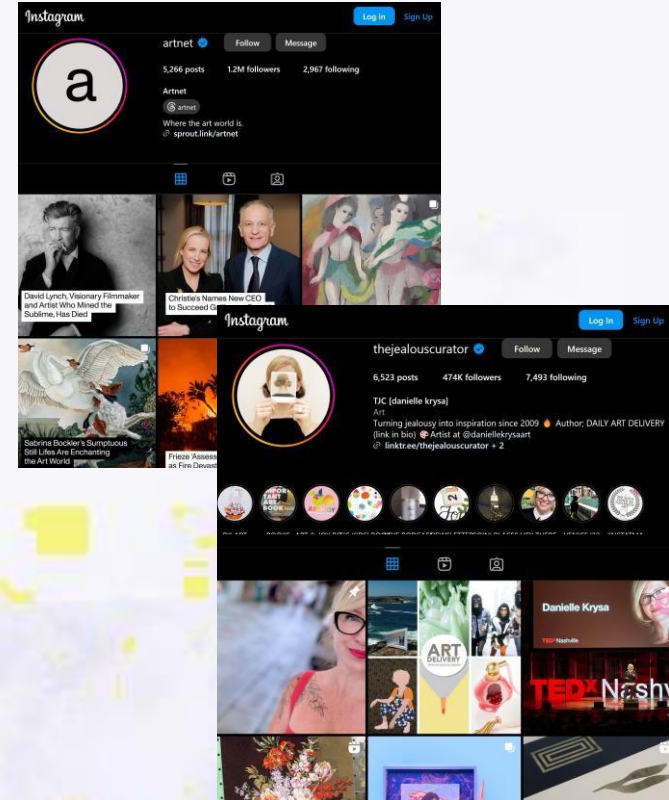 Instagram
Log In Sign Up
artnet Follow Message
5,266 posts 1.2M followers 2,967 following
Artnet
artnet
Where the art world is.
sprout.link/artnet
David Lynch, Visionary Filmmaker
and Artist Who Mined the
Sublime, Has Died
Christie's Names New CEO
to Succeed G
Sabrina Bockler's Sumptuous
Still Lifes Are Enchanting
the Art World
Frieze 'Assess
as Fire Devast
Instagram
Log In Sign Up
thejealouscurator Follow Message
6,523 posts 474K followers 7,493 following
TJC [danielle krysa]
Art
Turning jealousy into inspiration since 2009 🔥 Author; DAILY ART DELIVERY
(link in bio) 🎨Artist at @daniellekrysaart
linktr.ee/thejealouscurator + 2
ART
DELIVERY
Danielle Krysa
TEDxNashville
TEDxNashv